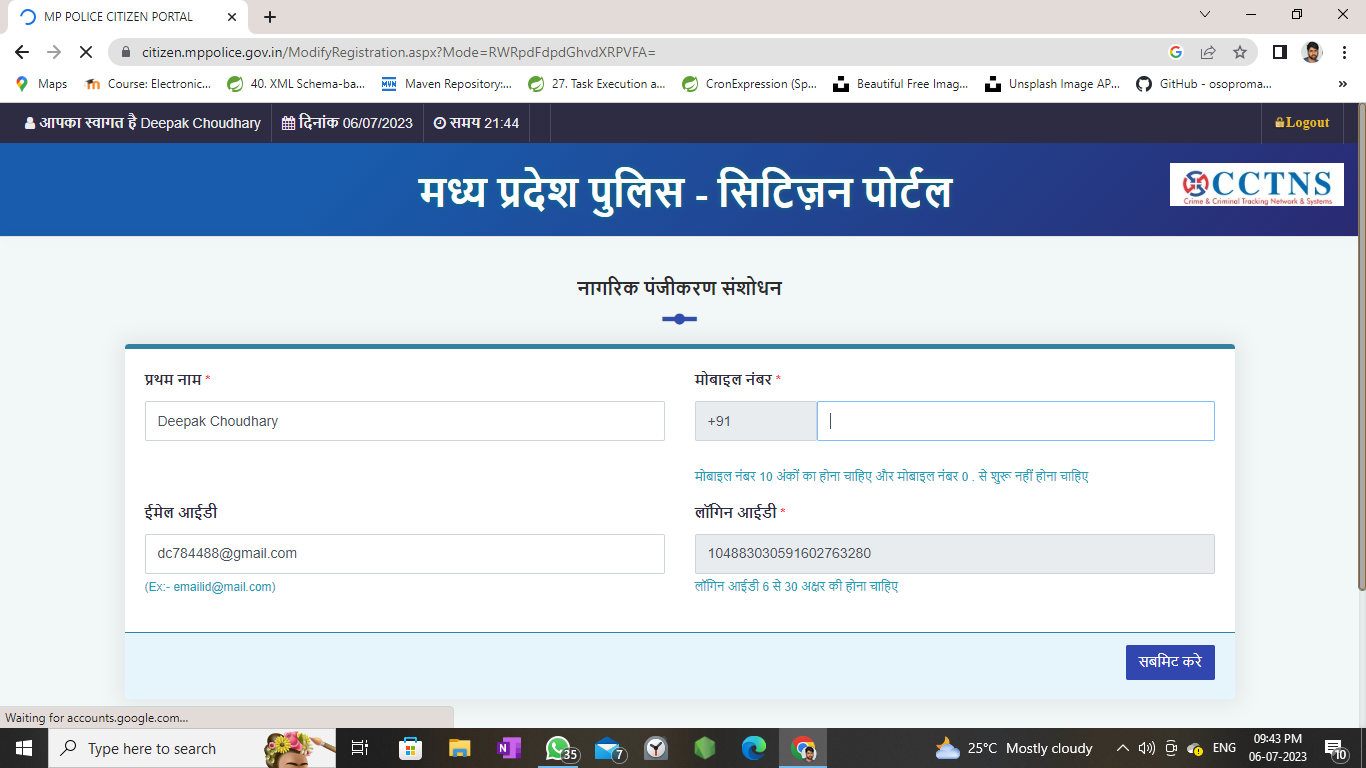 MP POLICE CITIZEN PORTAL
citizen.mppolice.gov.in/ModifyRegistration.aspx?Mode=RWRpdFdpdGhvdXRPVFA=
Maps Course: Electronic... 40. XML Schema-ba... Maven Repository:... 27. Task Execution a... CronExpression (Sp... Beautiful Free Imag... Unsplash Image AP... GitHub - osoproma... »
आपका स्वागत है Deepak Choudhary दिनांक 06/07/2023 समय 21:44 Logout
मध्य प्रदेश पुलिस - सिटिज़न पोर्टल
CCTNS
Crime & Criminal Tracking Network & Systems
नागरिक पंजीकरण संशोधन
प्रथम नाम * मोबाइल नंबर *
Deepak Choudhary +91
मोबाइल नंबर 10 अंकों का होना चाहिए और मोबाइल नंबर 0 . से शुरू नहीं होना चाहिए
ईमेल आईडी लॉगिन आईडी *
dc784488@gmail.com 104883030591602763280
(Ex:- emailid@mail.com) लॉगिन आईडी 6 से 30 अक्षर की होना चाहिए
सबमिट करे
Waiting for accounts.google.com...
Type here to search 35 7 25°C Mostly cloudy ENG 09:43 PM
06-07-2023 10